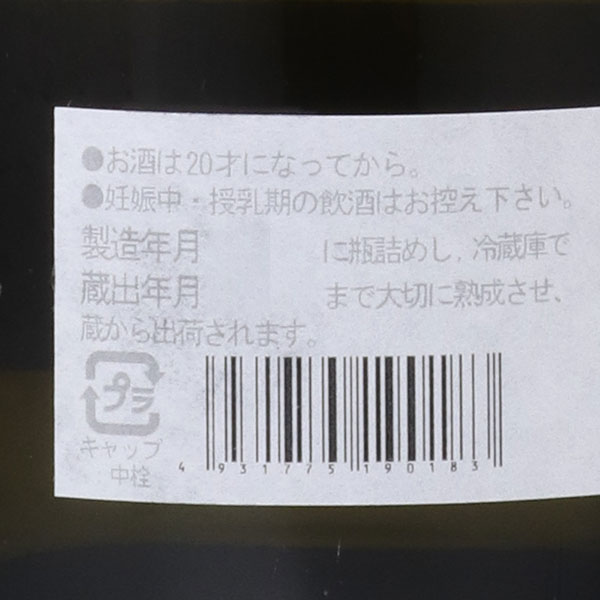 ●お酒は20才になってから。
●妊娠中・授乳期の飲酒はお控え下さい。
製造年月 に瓶詰めし、冷蔵庫で
蔵出年月 まで大切に熟成させ、
蔵から出荷されます。
プラ
キャップ
中栓
4931775190183